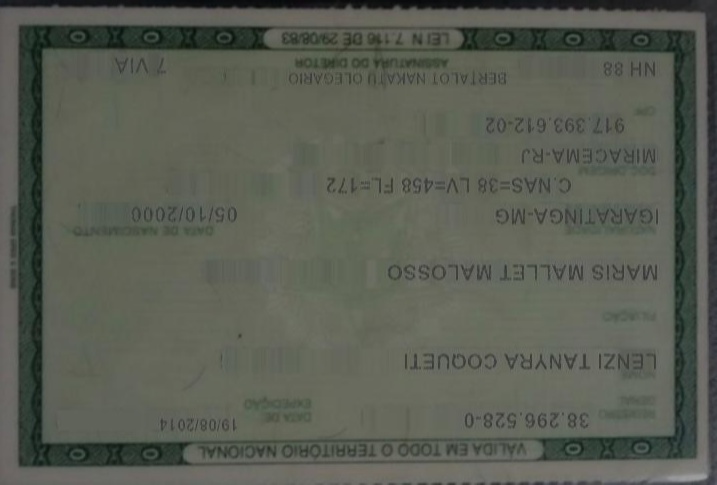 VÁLIDA EM TODO O TERRITÓRIO NACIONAL
REGISTRO GERAL 38.296.528-0 DATA DE EXPEDIÇÃO 19/08/2014
NOME
LENZI TANYRA COQUETI
FILIAÇÃO
MARIS MALLET MALOSSO
NATURALIDADE DATA DE NASCIMENTO
IGARATINGA-MG 05/10/2000
C.NAS=38 LV=458 FL=172
DOC.ORIGEM
MIRACEMA-RJ
CPF
917.393.612-02
BERTALOT NAKATU OLEGARIO
NH 88 ASSINATURA DO DIRETOR 7 VIA
LEI N 7.116 DE 29/08/83